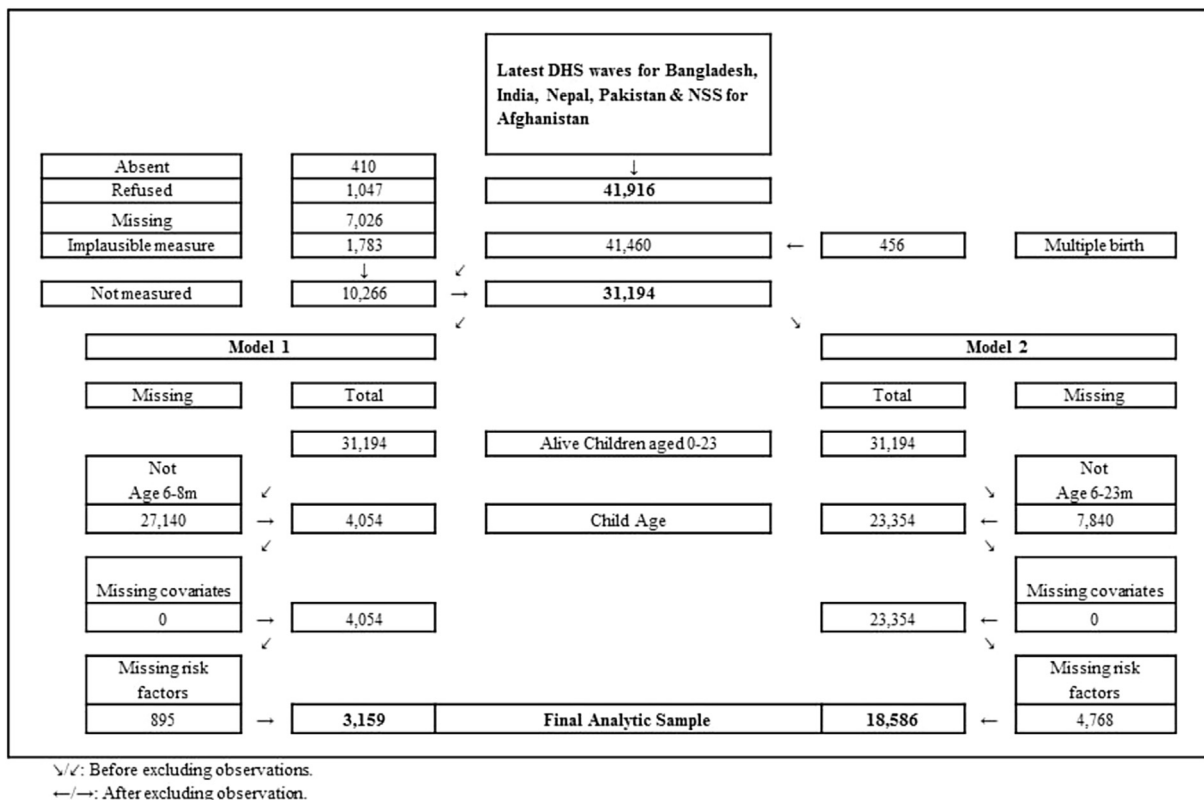 Latest DHS waves for Bangladesh,
India, Nepal, Pakistan & NSS for
Afghanistan
Absent 410 ↓
Refused 1,047 41,916
Missing 7,026
Implausible measure 1,783 41,460 ← 456 Multiple birth
↓ ↙
Not measured 10,266 → 31,194
↙ ↘
Model 1 Model 2
Missing Total Total Missing
31,194 Alive Children aged 0-23 31,194
Not Not
Age 6-8m ↙ ↘ Age 6-23m
27,140 → 4,054 Child Age 23,354 ← 7,840
↙ ↘
Missing covariates Missing covariates
0 → 4,054 23,354 ← 0
↙ ↘
Missing risk Missing risk
factors factors
895 → 3,159 Final Analytic Sample 18,586 ← 4,768
↘/↙: Before excluding observations.
←/→: After excluding observation.